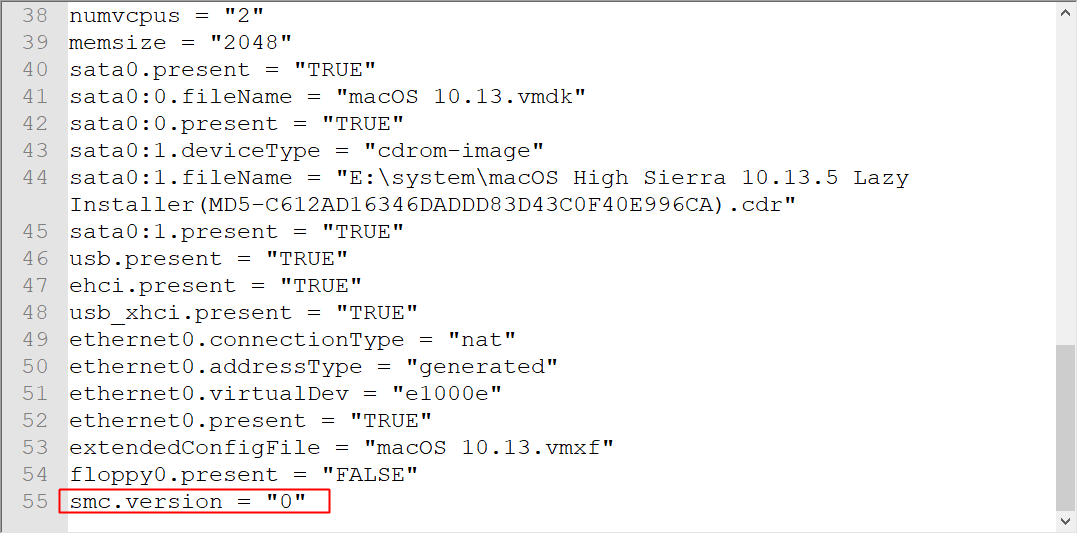 38 numvcpus = "2"
39 memsize = "2048"
40 sata0.present = "TRUE"
41 sata0:0.fileName = "macOS 10.13.vmdk"
42 sata0:0.present = "TRUE"
43 sata0:1.deviceType = "cdrom-image"
44 sata0:1.fileName = "E:\system\macOS High Sierra 10.13.5 Lazy
Installer(MD5-C612AD16346DADDD83D43C0F40E996CA).cdr"
45 sata0:1.present = "TRUE"
46 usb.present = "TRUE"
47 ehci.present = "TRUE"
48 usb_xhci.present = "TRUE"
49 ethernet0.connectionType = "nat"
50 ethernet0.addressType = "generated"
51 ethernet0.virtualDev = "e1000e"
52 ethernet0.present = "TRUE"
53 extendedConfigFile = "macOS 10.13.vmxf"
54 floppy0.present = "FALSE"
55 smc.version = "0"